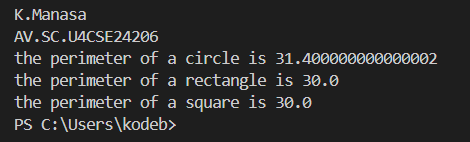 K.Manasa
AV.SC.U4CSE24206
the perimeter of a circle is 31.400000000000002
the perimeter of a rectangle is 30.0
the perimeter of a square is 30.0
PS C:\Users\kodeb>